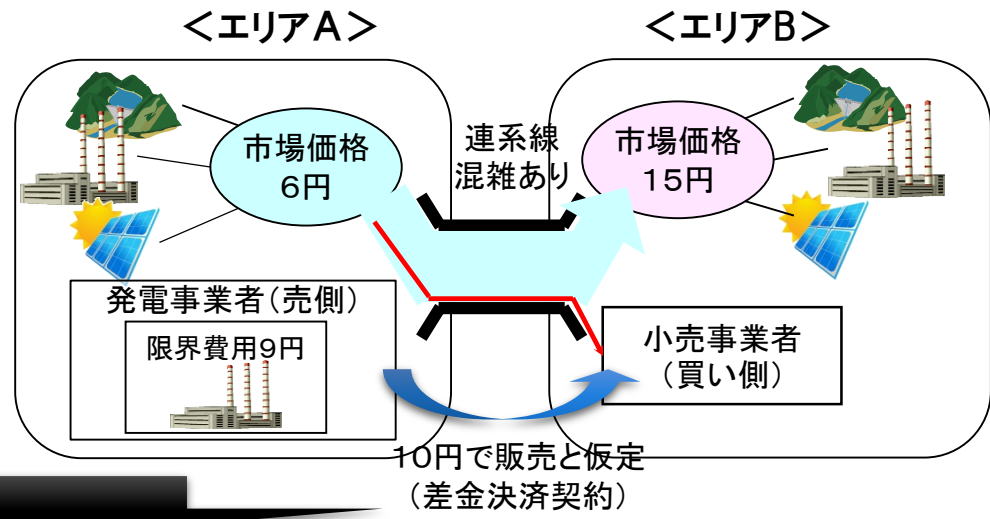 ＜エリアA＞
＜エリアB＞
市場価格
6円
連系線
混雑あり
市場価格
15円
発電事業者（売側）
限界費用9円
小売事業者
（買い側）
10円で販売と仮定
（差金決済契約）